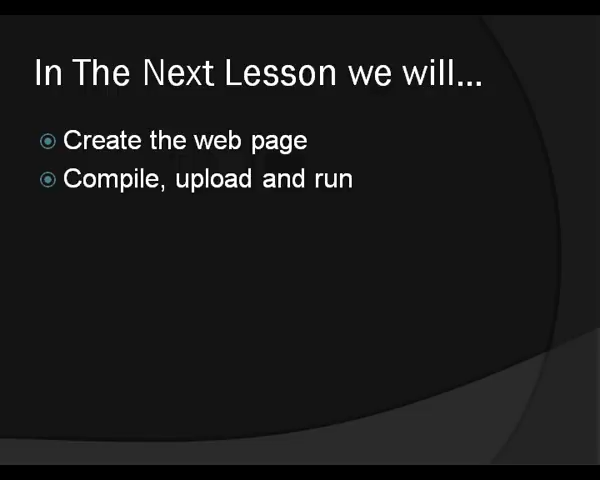 In The Next Lesson we will...
Create the web page
Compile, upload and run